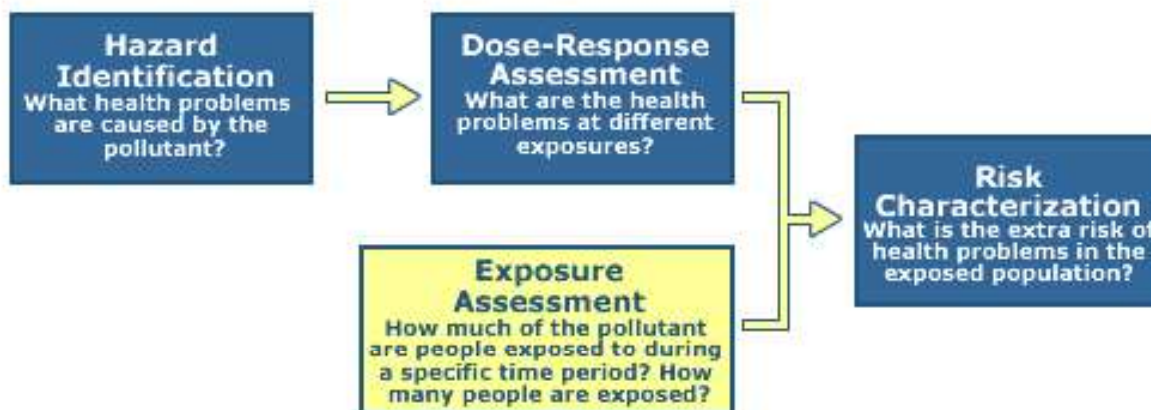 Hazard
Identification
What health problems
are caused by the
pollutant?
Dose-Response
Assessment
What are the health
problems at different
exposures?
Exposure
Assessment
How much of the pollutant
are people exposed to during
a specific time period? How
many people are exposed?
Risk
Characterization
What is the extra risk of
health problems in the
exposed population?